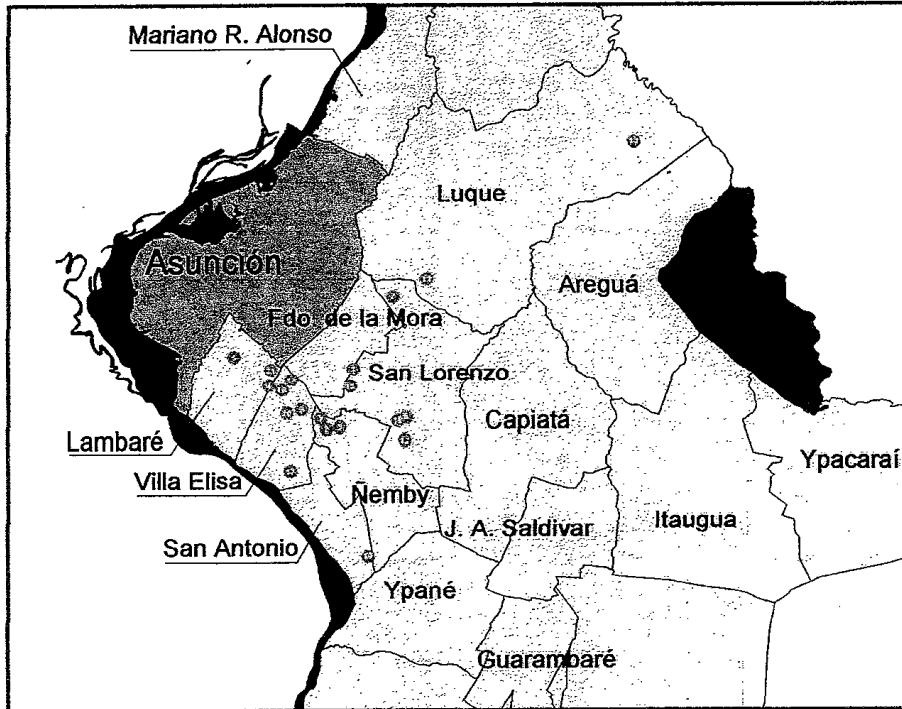 Mariano R. Alonso
Luque
Asunción
Areguá
Fdo. de la Mora
San Lorenzo
Capiatá
Lambaré
Ypacaraí
Villa Elisa
Ñemby
Itaugua
J. A. Saldivar
San Antonio
Ypané
Guarambaré